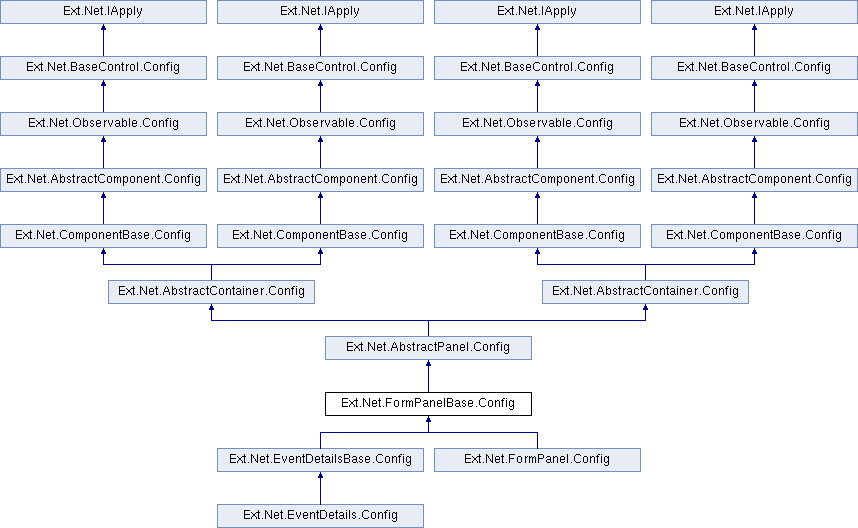 Ext.Net.IApply
Ext.Net.IApply
Ext.Net.IApply
Ext.Net.IApply
Ext.Net.BaseControl.Config
Ext.Net.BaseControl.Config
Ext.Net.BaseControl.Config
Ext.Net.BaseControl.Config
Ext.Net.Observable.Config
Ext.Net.Observable.Config
Ext.Net.Observable.Config
Ext.Net.Observable.Config
Ext.Net.AbstractComponent.Config
Ext.Net.AbstractComponent.Config
Ext.Net.AbstractComponent.Config
Ext.Net.AbstractComponent.Config
Ext.Net.ComponentBase.Config
Ext.Net.ComponentBase.Config
Ext.Net.ComponentBase.Config
Ext.Net.ComponentBase.Config
Ext.Net.AbstractContainer.Config
Ext.Net.AbstractContainer.Config
Ext.Net.AbstractPanel.Config
Ext.Net.FormPanelBase.Config
Ext.Net.EventDetailsBase.Config
Ext.Net.FormPanel.Config
Ext.Net.EventDetails.Config